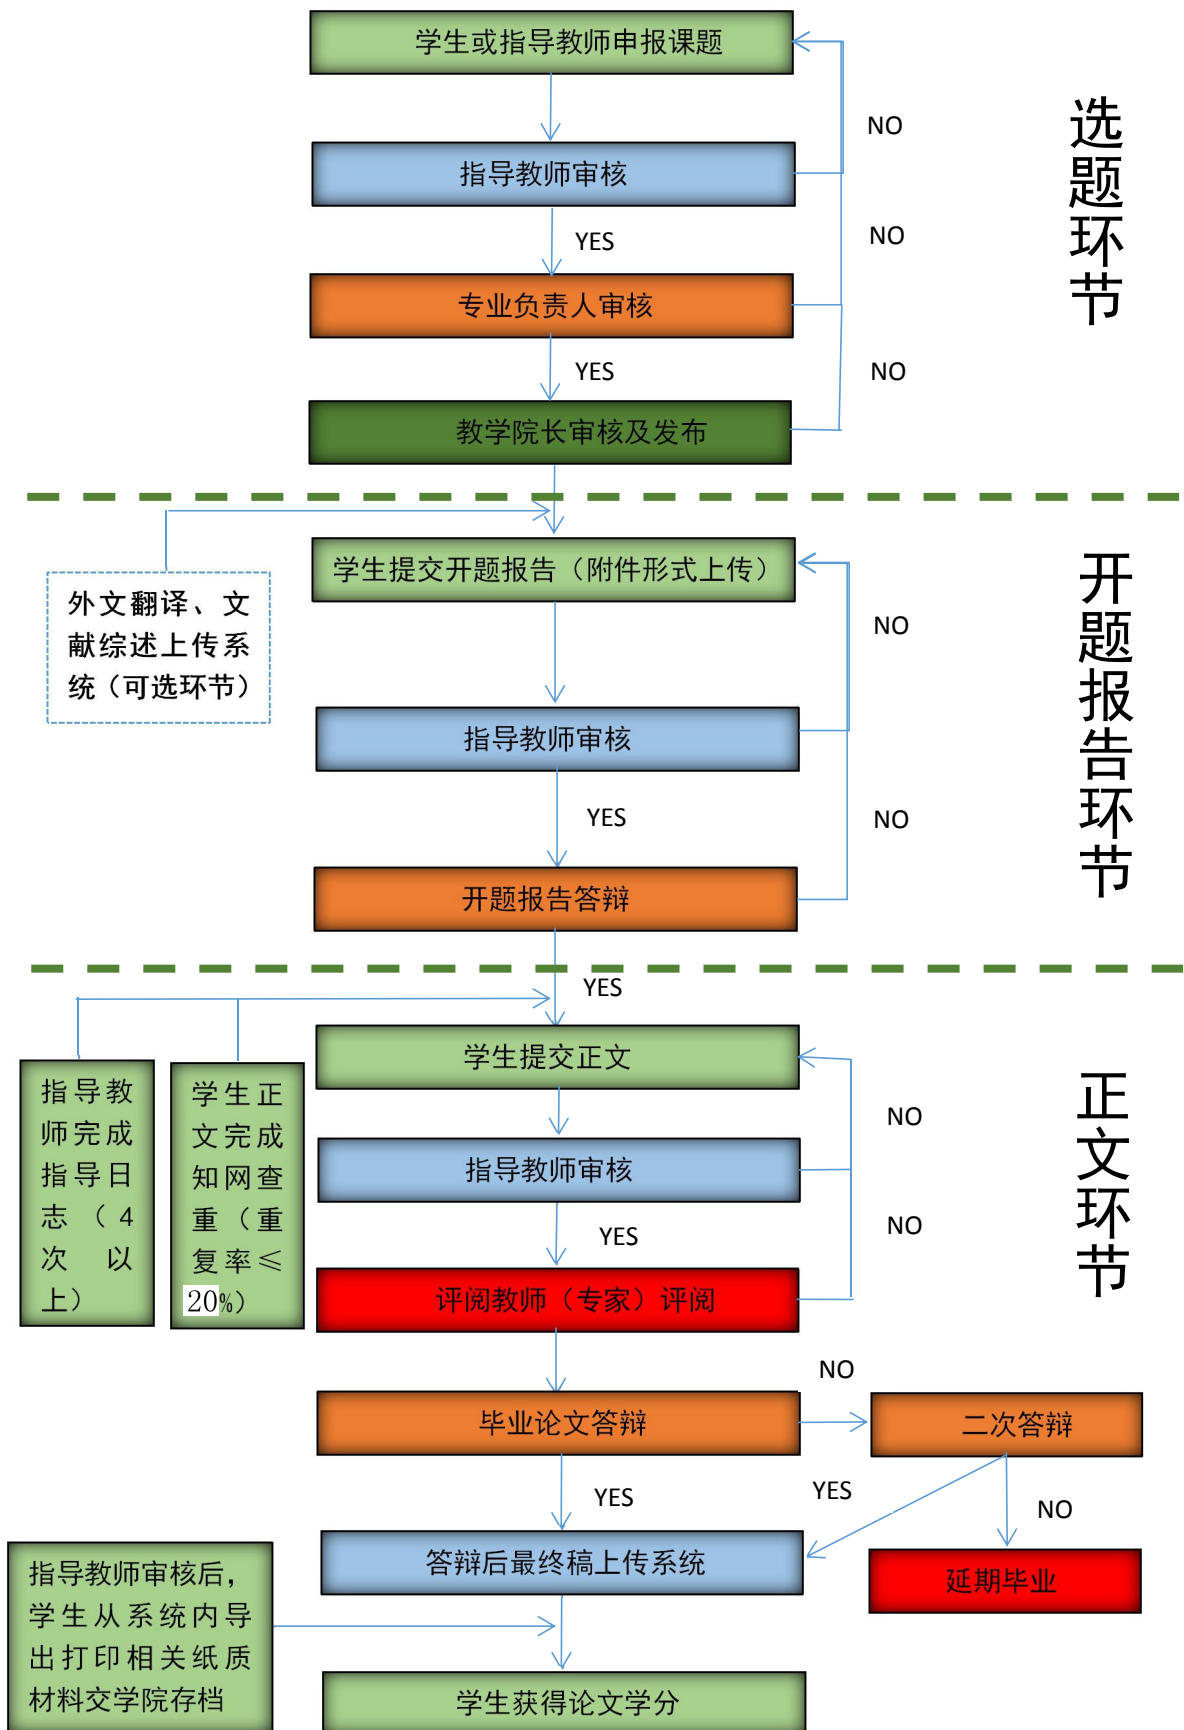 学生或指导教师申报课题
NO
指导教师审核
YES
NO
专业负责人审核
YES
NO
教学院长审核及发布
选题环节
学生提交开题报告（附件形式上传）
外文翻译、文
献综述上传系
统（可选环节）
NO
指导教师审核
YES
NO
开题报告答辩
开题报告环节
YES
学生提交正文
指导教
师完成
指导日
志（4
次以
上）
学生正
文完成
知网查
重（重
复率≤
20%）
NO
指导教师审核
YES
NO
评阅教师（专家）评阅
正文环节
NO
毕业论文答辩
二次答辩
YES
YES
NO
答辩后最终稿上传系统
延期毕业
指导教师审核后，
学生从系统内导
出打印相关纸质
材料交学院存档
学生获得论文学分